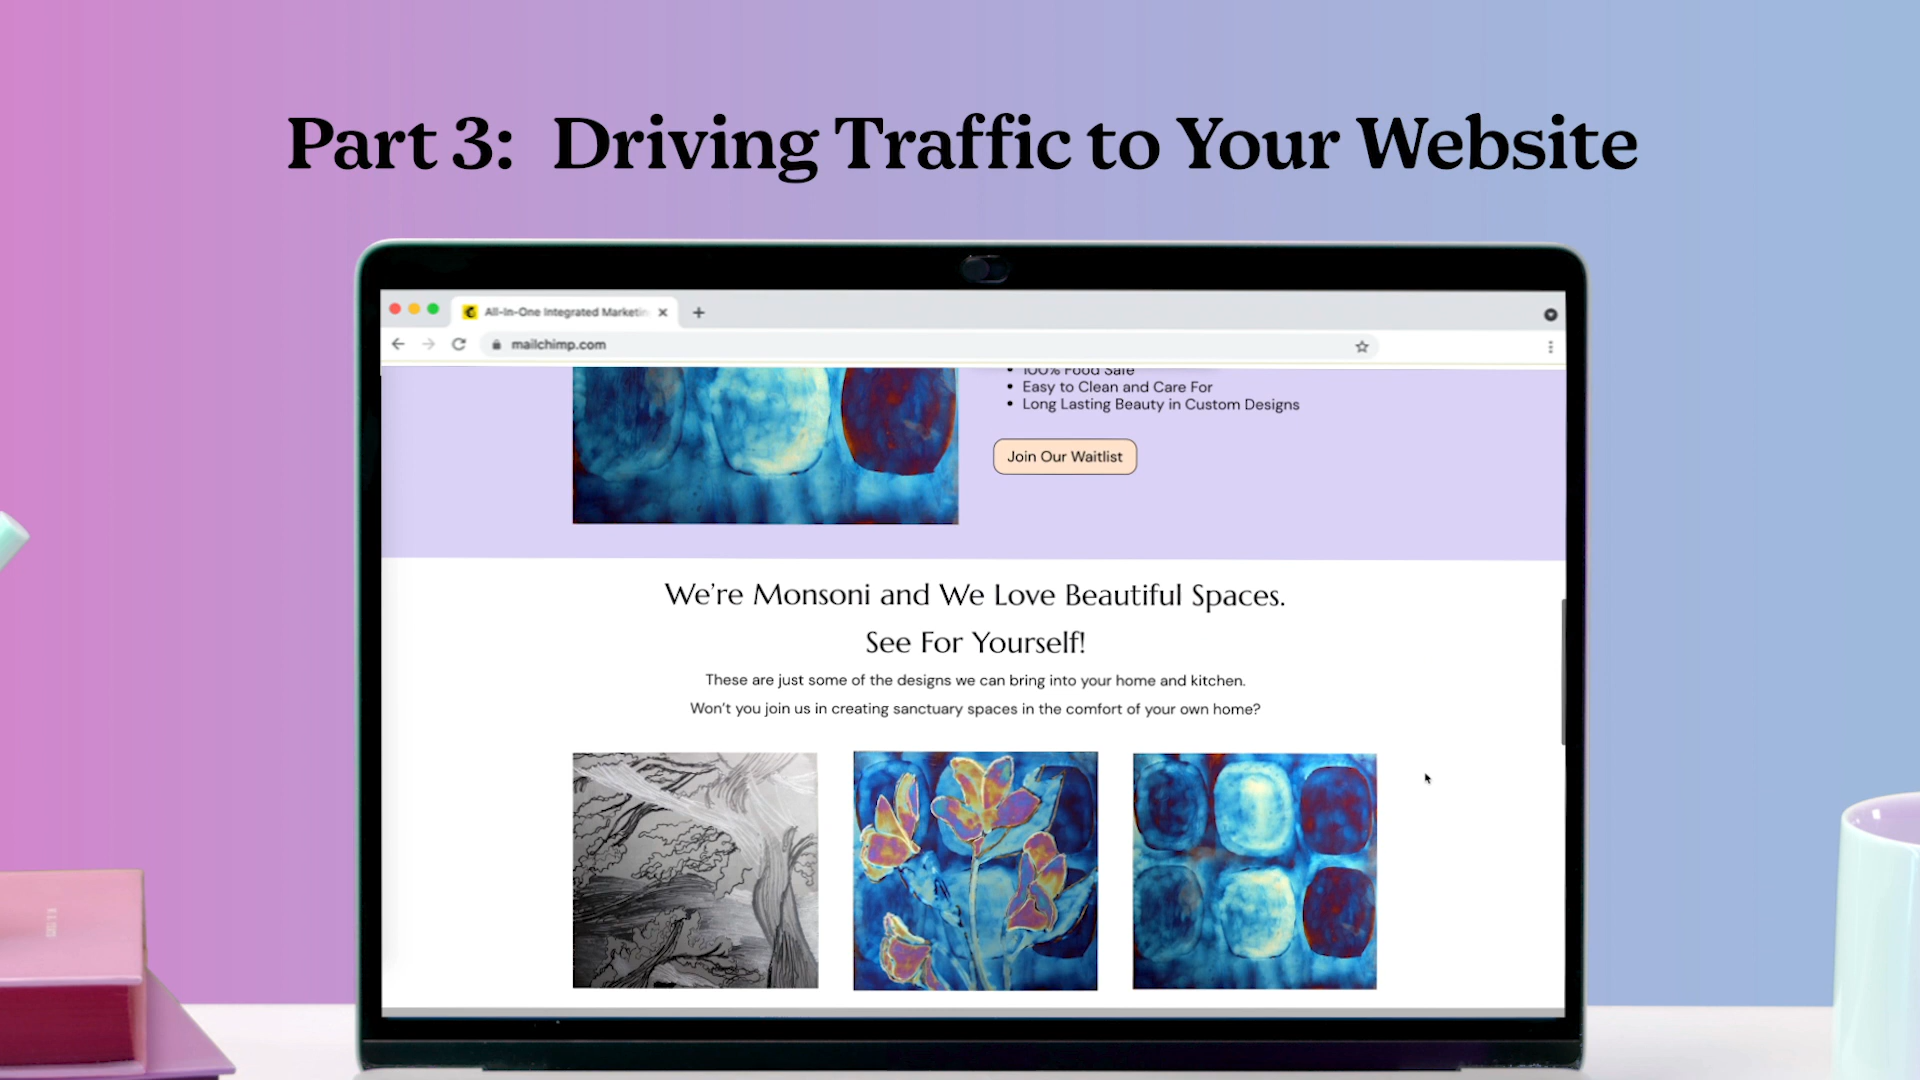 Part 3: Driving Traffic to Your Website
All-In-One Integrated Marketin
mailchimp.com
100% Food Safe
Easy to Clean and Care For
Long Lasting Beauty in Custom Designs
Join Our Waitlist
We're Monsoni and We Love Beautiful Spaces.
See For Yourself!
These are just some of the designs we can bring into your home and kitchen.
Won't you join us in creating sanctuary spaces in the comfort of your own home?